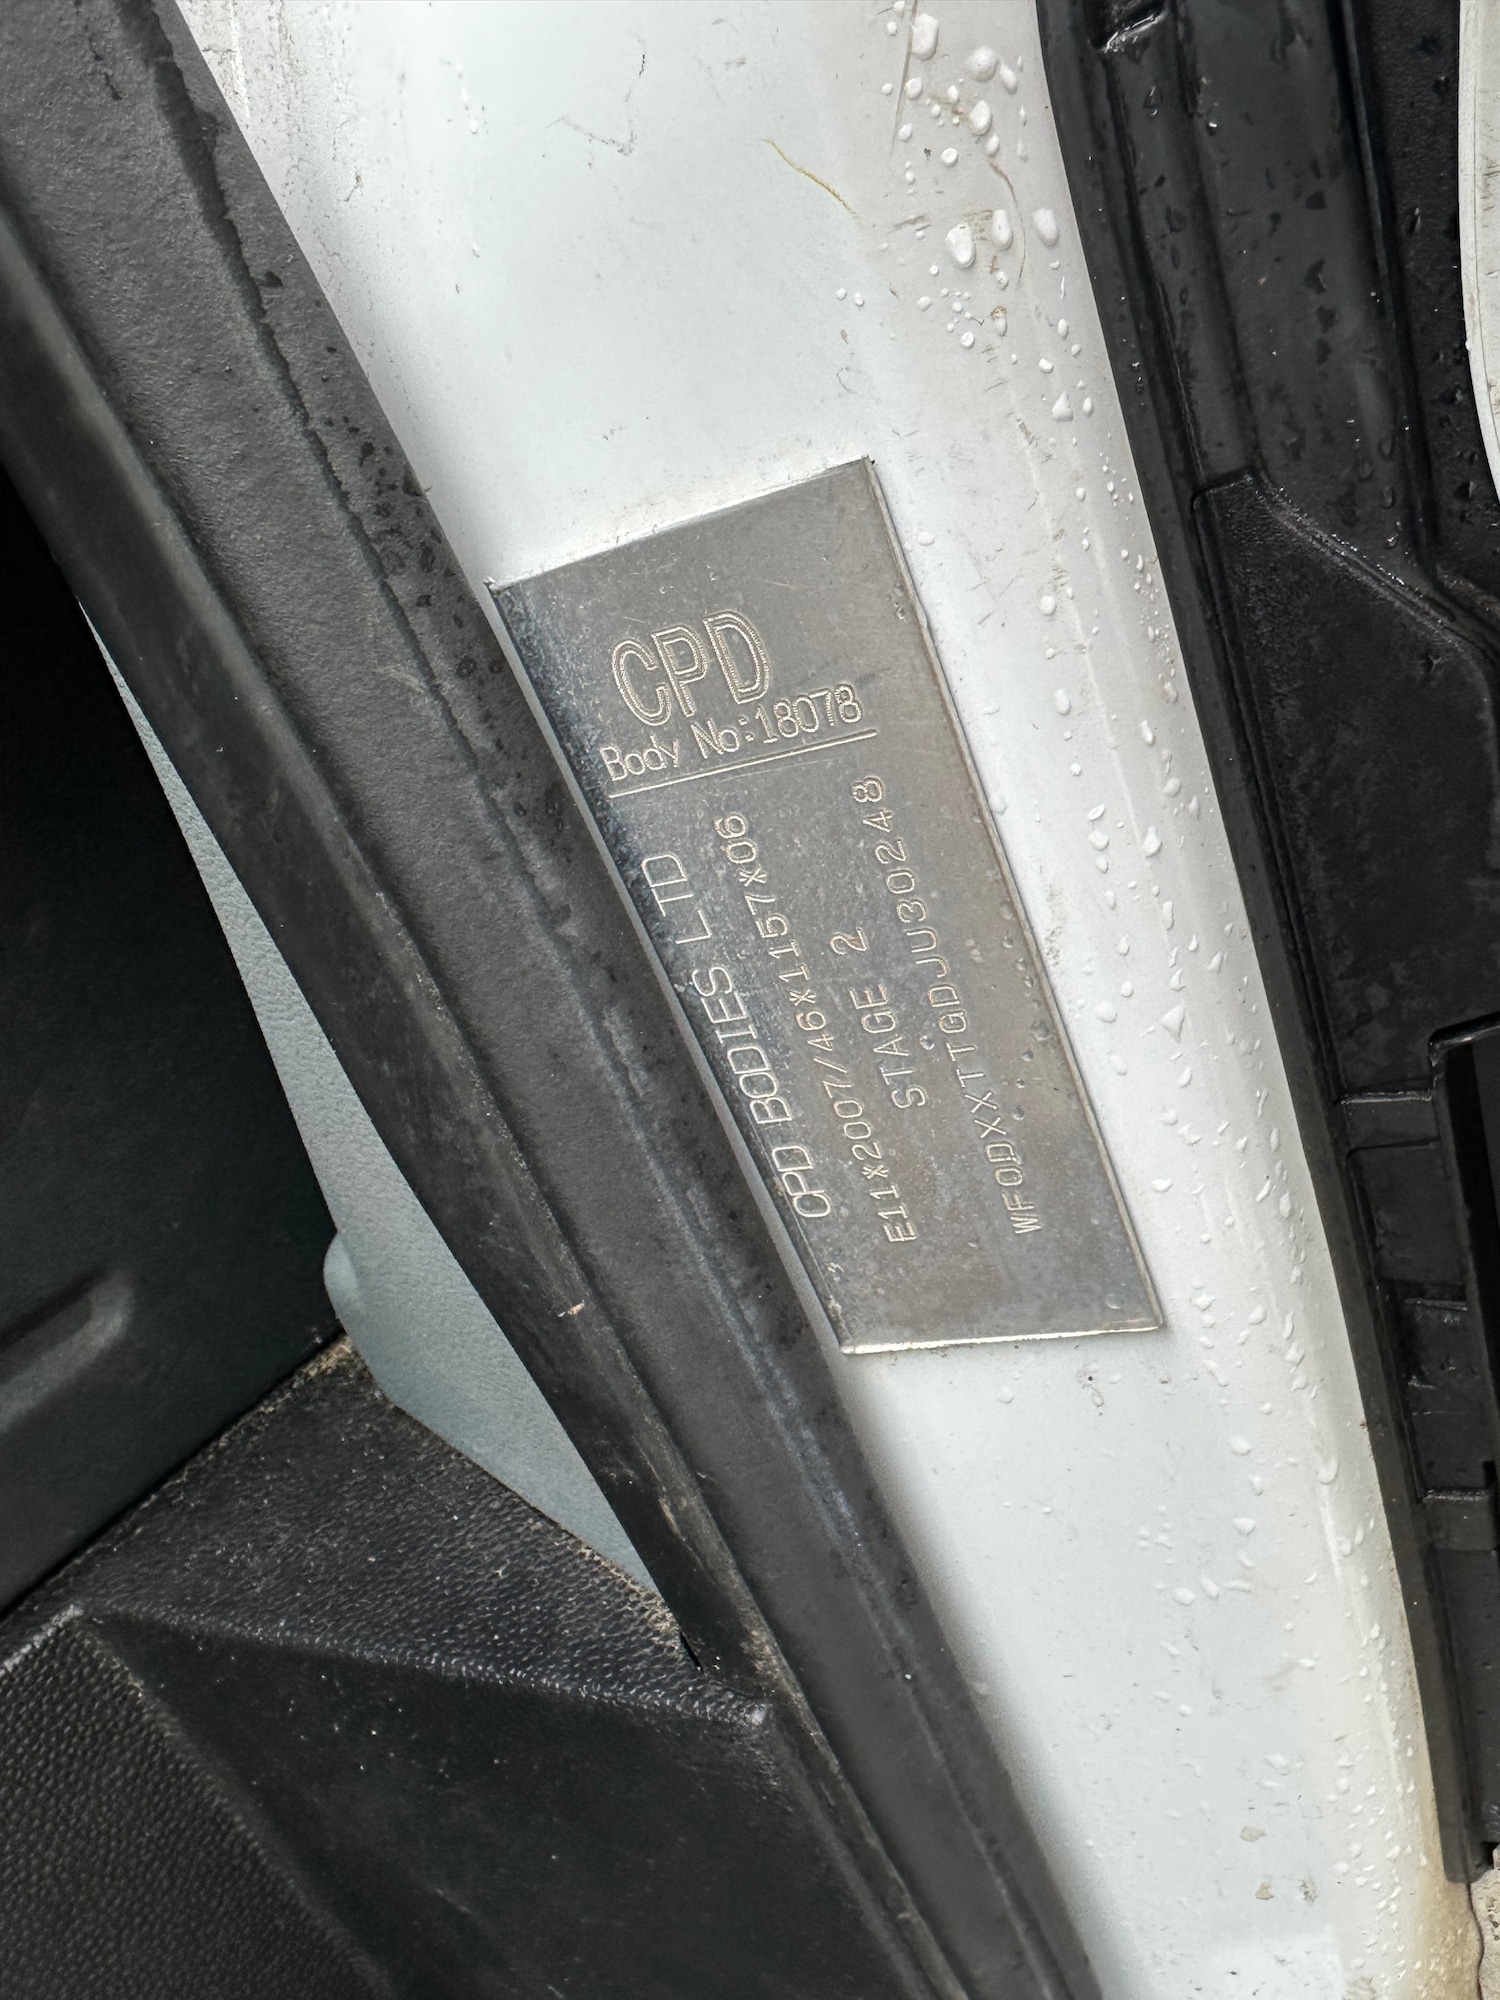 CPD
Body No:18078
CPD BODIES LTD
E11*2007/46*1157*06
STAGE 2
WF0DXXTTGDJU30248